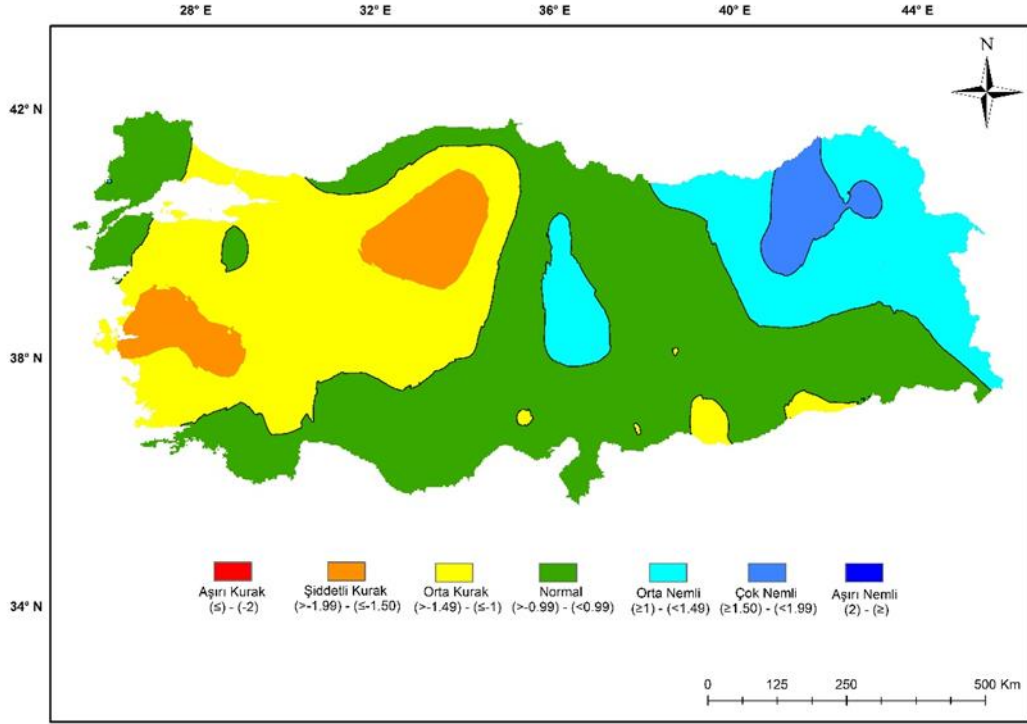 28° E 32° E 36° E 40° E 44° E
N
42° N
38° N
34° N
Aşırı Kurak
(≤) - (-2)
Şiddetli Kurak
(>-1.99) - (≤-1.50)
Orta Kurak
(>-1.49) - (≤-1)
Normal
(>-0.99) - (<0.99)
Orta Nemli
(≥1) - (<1.49)
Çok Nemli
(≥1.50) - (<1.99)
Aşırı Nemli
(2) - (≥)
0 125 250 500 Km